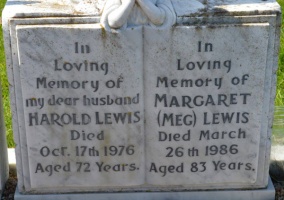 In
Loving
Memory of
my dear husband
HAROLD LEWIS
Died
Oct. 17th 1976
Aged 72 Years.
In
Loving
Memory of
MARGARET
(MEG) LEWIS
Died March
26th 1986
Aged 83 Years.